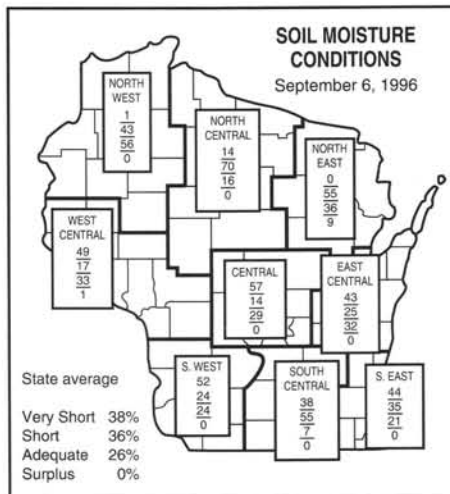 SOIL MOISTURE
CONDITIONS
September 6, 1996
NORTH
WEST
1
43
56
0
NORTH
CENTRAL
14
70
16
0
NORTH
EAST
0
55
36
9
WEST
CENTRAL
49
17
33
1
CENTRAL
57
14
29
0
EAST
CENTRAL
43
25
32
0
S. WEST
52
24
24
0
SOUTH
CENTRAL
38
55
7
0
S. EAST
44
35
21
0
State average
Very Short 38%
Short 36%
Adequate 26%
Surplus 0%